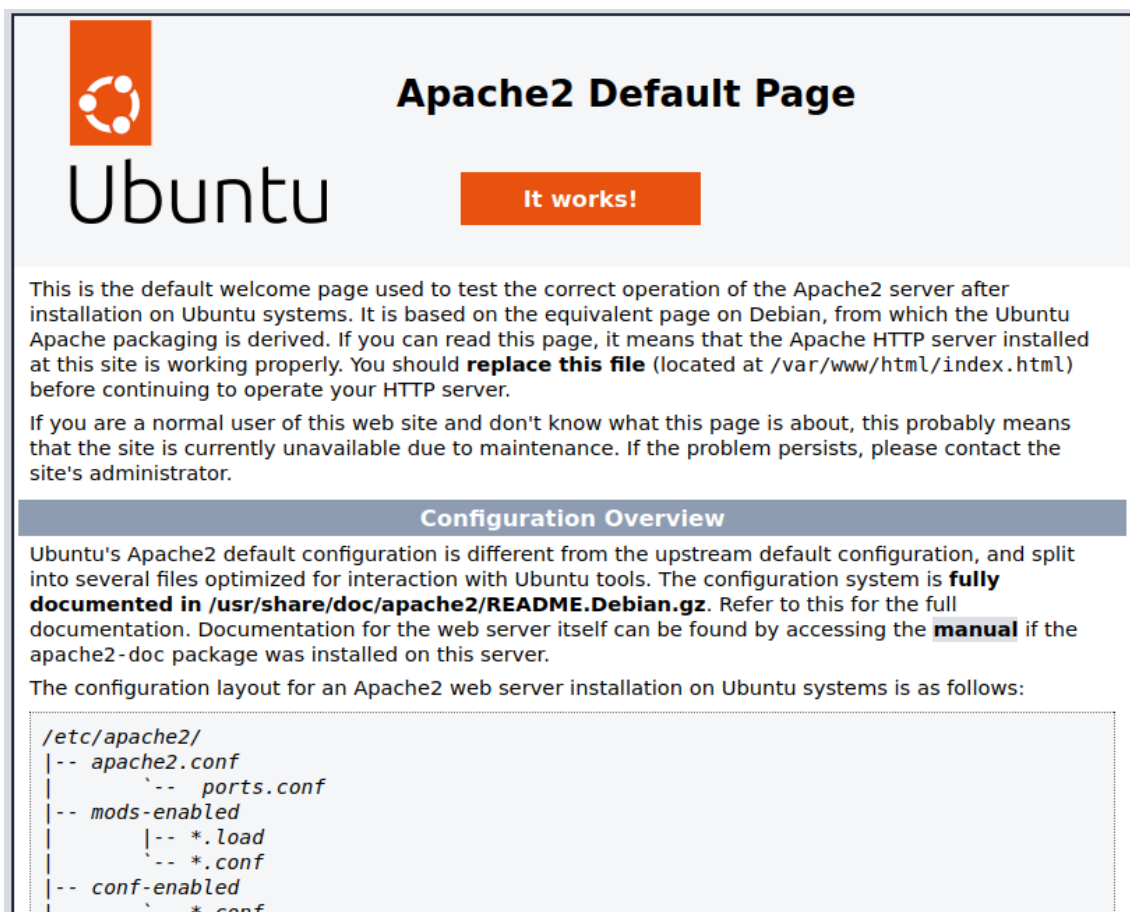 Apache2 Default Page
Ubuntu
It works!
This is the default welcome page used to test the correct operation of the Apache2 server after
installation on Ubuntu systems. It is based on the equivalent page on Debian, from which the Ubuntu
Apache packaging is derived. If you can read this page, it means that the Apache HTTP server installed
at this site is working properly. You should replace this file (located at /var/www/html/index.html)
before continuing to operate your HTTP server.
If you are a normal user of this web site and don't know what this page is about, this probably means
that the site is currently unavailable due to maintenance. If the problem persists, please contact the
site's administrator.
Configuration Overview
Ubuntu's Apache2 default configuration is different from the upstream default configuration, and split
into several files optimized for interaction with Ubuntu tools. The configuration system is fully
documented in /usr/share/doc/apache2/README.Debian.gz. Refer to this for the full
documentation. Documentation for the web server itself can be found by accessing the manual if the
apache2-doc package was installed on this server.
The configuration layout for an Apache2 web server installation on Ubuntu systems is as follows:
/etc/apache2/
|-- apache2.conf
|       `--  ports.conf
|-- mods-enabled
|       |-- *.load
|       `-- *.conf
|-- conf-enabled
|       `-- *.conf